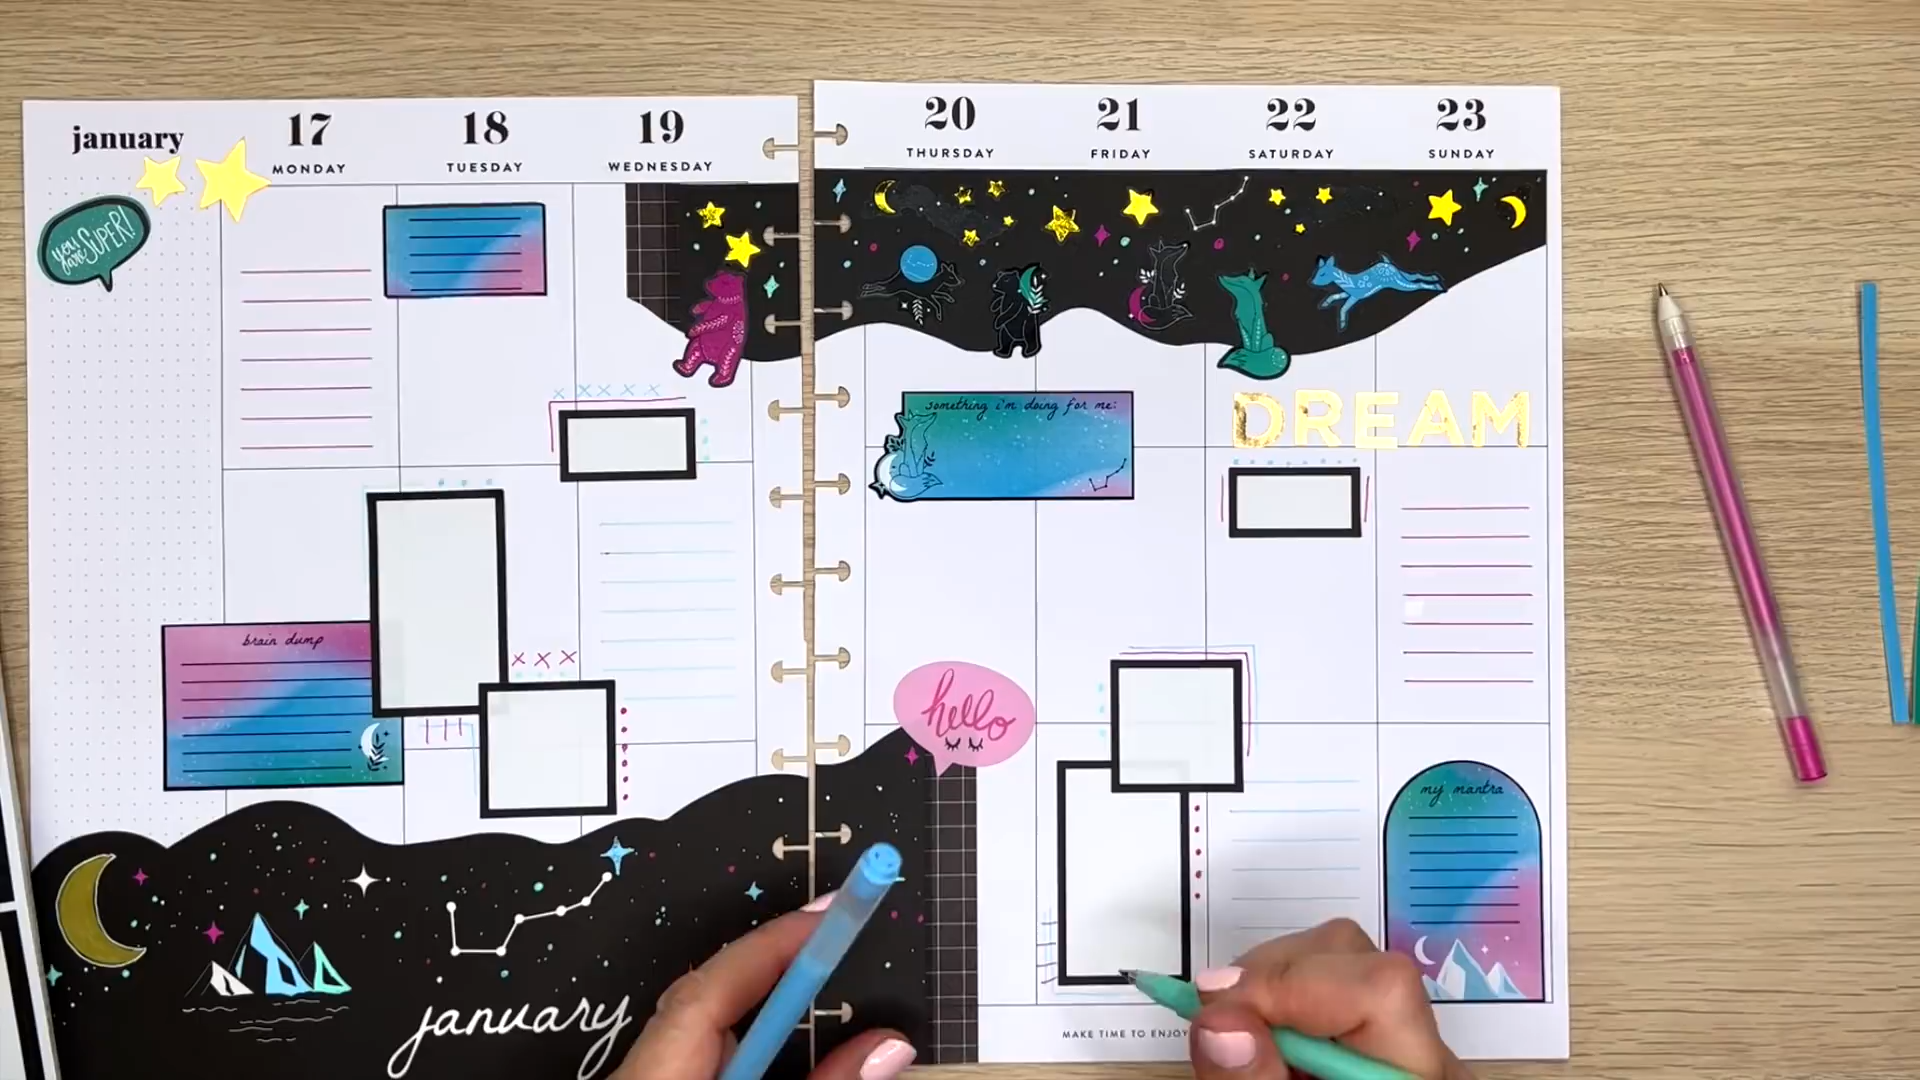 january
17
MONDAY
18
TUESDAY
19
WEDNESDAY
20
THURSDAY
21
FRIDAY
22
SATURDAY
23
SUNDAY
you are SUPER!
something i'm doing for me:
DREAM
brain dump
hello
my mantra
january
MAKE TIME TO ENJOY